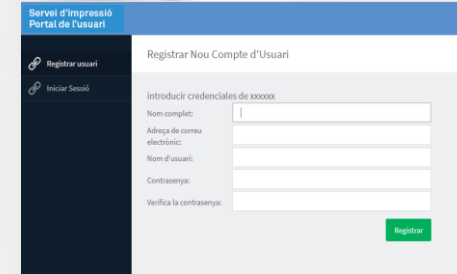 Servei d'impressió
Portal de l'usuari
Registrar usuari
Iniciar Sessió
Registrar Nou Compte d'Usuari
introducir credenciales de xxxxxx
Nom complet:
Adreça de correu
electrònic:
Nom d'usuari:
Contrasenya:
Verifica la contrasenya:
Registrar